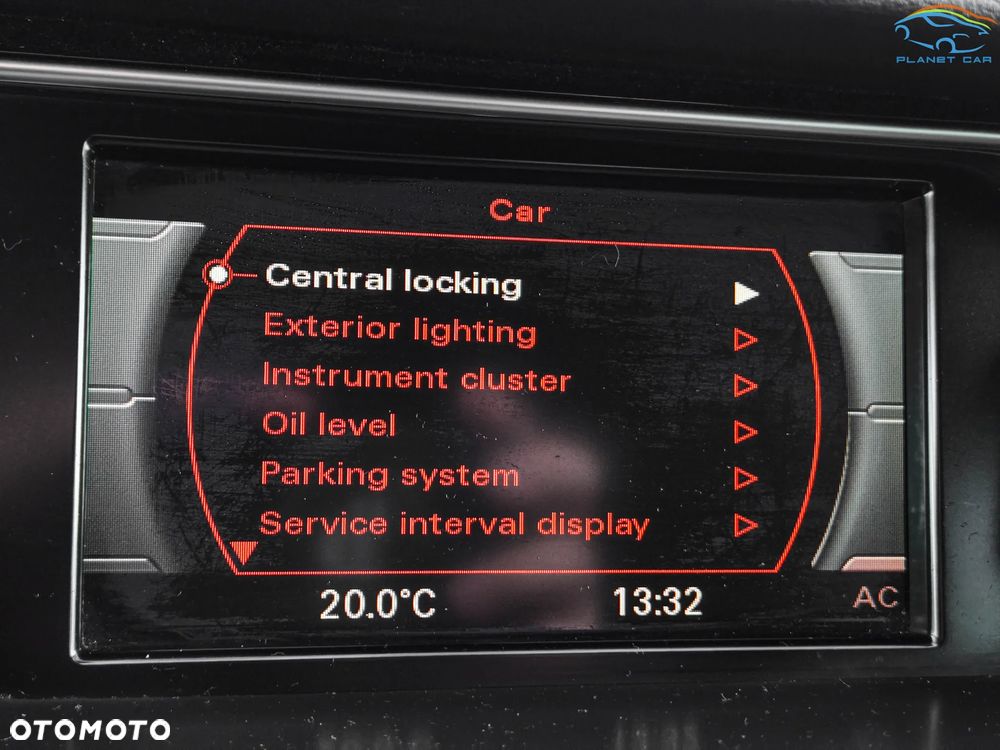 PLANET CAR
Car
Central locking
Exterior lighting
Instrument cluster
Oil level
Parking system
Service interval display
20.0°C 13:32 AC
OTOMOTO